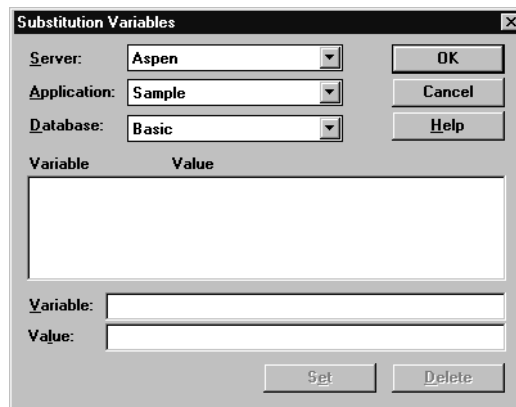 Substitution Variables
Server: Aspen
OK
Application: Sample
Cancel
Database: Basic
Help
Variable Value
Variable:
Value:
Set Delete